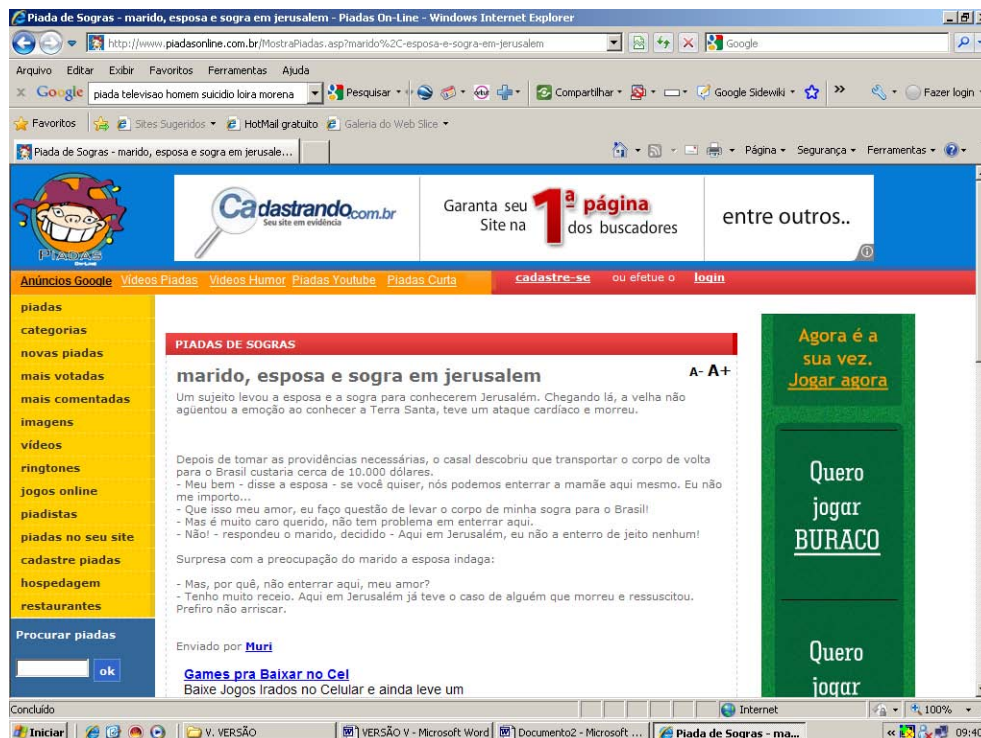 Piada de Sogras - marido, esposa e sogra em jerusalem - Piadas On-Line - Windows Internet Explorer
http://www.piadasonline.com.br/MostraPiadas.asp?marido%2C-esposa-e-sogra-em-jerusalem
Google
Arquivo Editar Exibir Favoritos Ferramentas Ajuda
x Google piada televisao homem suicidio loira morena Pesquisar Compartilhar Google Sidewiki » Fazer login
Favoritos Sites Sugeridos HotMail gratuito Galeria do Web Slice
Piada de Sogras - marido, esposa e sogra em jerusale... Página Segurança Ferramentas
PIADAS
Cadastrando.com.br
Seu site em evidência
Garanta seu
Site na
1ª página
dos buscadores
entre outros..
Anúncios Google Vídeos Piadas Videos Humor Piadas Youtube Piadas Curta cadastre-se ou efetue o login
piadas
categorias
novas piadas
mais votadas
mais comentadas
imagens
vídeos
ringtones
jogos online
piadistas
piadas no seu site
cadastre piadas
hospedagem
restaurantes
Procurar piadas
ok
PIADAS DE SOGRAS
marido, esposa e sogra em jerusalem A- A+
Um sujeito levou a esposa e a sogra para conhecerem Jerusalém. Chegando lá, a velha não
agüentou a emoção ao conhecer a Terra Santa, teve um ataque cardíaco e morreu.
Depois de tomar as providências necessárias, o casal descobriu que transportar o corpo de volta
para o Brasil custaria cerca de 10.000 dólares.
- Meu bem - disse a esposa - se você quiser, nós podemos enterrar a mamãe aqui mesmo. Eu não
me importo...
- Que isso meu amor, eu faço questão de levar o corpo de minha sogra para o Brasil!
- Mas é muito caro querido, não tem problema em enterrar aqui.
- Não! - respondeu o marido, decidido - Aqui em Jerusalém, eu não a enterro de jeito nenhum!
Surpresa com a preocupação do marido a esposa indaga:
- Mas, por quê, não enterrar aqui, meu amor?
- Tenho muito receio. Aqui em Jerusalém já teve o caso de alguém que morreu e ressuscitou.
Prefiro não arriscar.
Enviado por Muri
Games pra Baixar no Cel
Baixe Jogos Irados no Celular e ainda leve um
Agora é a
sua vez.
Jogar agora
Quero
jogar
BURACO
Quero
jogar
Concluído Internet 100%
Iniciar V. VERSÃO VERSÃO V - Microsoft Word Documento2 - Microsoft ... Piada de Sogras - ma... « 09:40